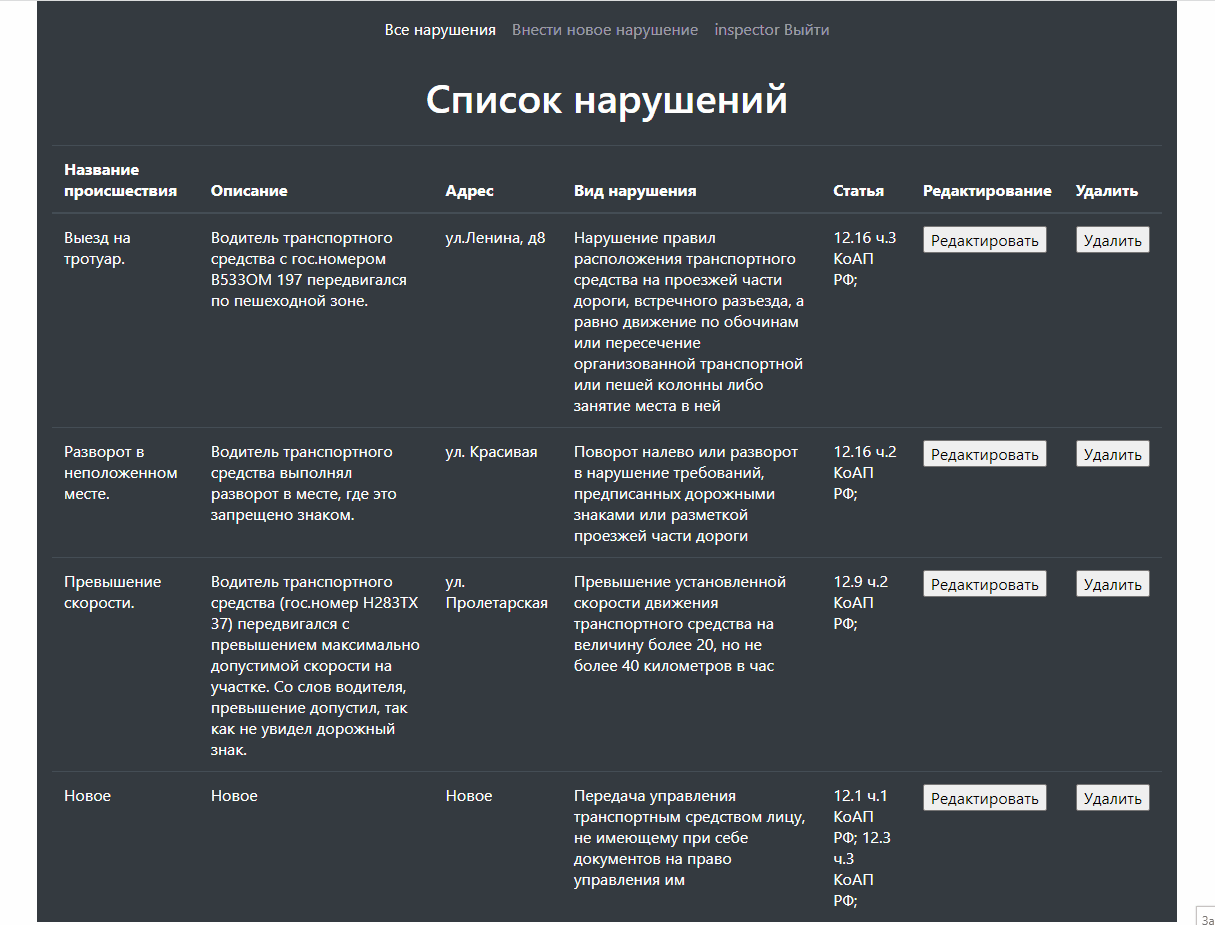 Все нарушения Внести новое нарушение inspector Выйти
Список нарушений
Название
происшествия
Описание
Адрес
Вид нарушения
Статья
Редактирование
Удалить
Выезд на
тротуар.
Водитель транспортного
средства с гос.номером
В533ОМ 197 передвигался
по пешеходной зоне.
ул.Ленина, д8
Нарушение правил
расположения транспортного
средства на проезжей части
дороги, встречного разъезда, а
равно движение по обочинам
или пересечение
организованной транспортной
или пешей колонны либо
занятие места в ней
12.16 ч.3
КоАП
РФ;
Редактировать
Удалить
Разворот в
неположенном
месте.
Водитель транспортного
средства выполнял
разворот в месте, где это
запрещено знаком.
ул. Красивая
Поворот налево или разворот
в нарушение требований,
предписанных дорожными
знаками или разметкой
проезжей части дороги
12.16 ч.2
КоАП
РФ;
Редактировать
Удалить
Превышение
скорости.
Водитель транспортного
средства (гос.номер Н283ТХ
37) передвигался с
превышением максимально
допустимой скорости на
участке. Со слов водителя,
превышение допустил, так
как не увидел дорожный
знак.
ул.
Пролетарская
Превышение установленной
скорости движения
транспортного средства на
величину более 20, но не
более 40 километров в час
12.9 ч.2
КоАП
РФ;
Редактировать
Удалить
Новое
Новое
Новое
Передача управления
транспортным средством лицу,
не имеющему при себе
документов на право
управления им
12.1 ч.1
КоАП
РФ; 12.3
ч.3
КоАП
РФ;
Редактировать
Удалить